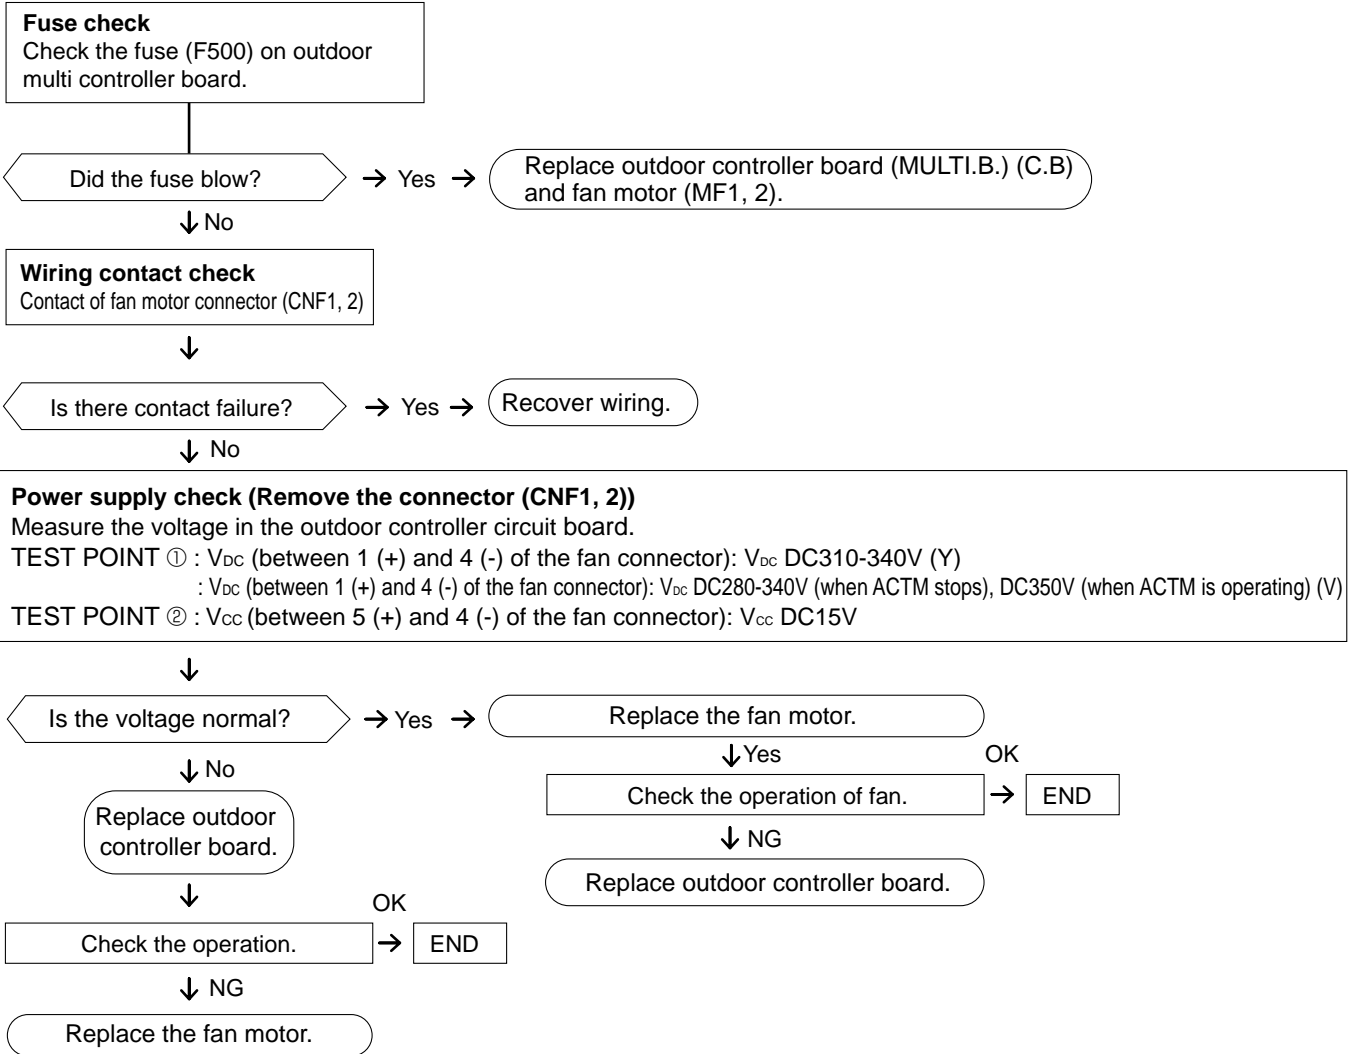 Fuse check
Check the fuse (F500) on outdoor
multi controller board.
Did the fuse blow?
→ Yes →
Replace outdoor controller board (MULTI.B.) (C.B)
and fan motor (MF1, 2).
↓ No
Wiring contact check
Contact of fan motor connector (CNF1, 2)
↓
Is there contact failure?
→ Yes →
Recover wiring.
↓ No
Power supply check (Remove the connector (CNF1, 2))
Measure the voltage in the outdoor controller circuit board.
TEST POINT ① : VDC (between 1 (+) and 4 (-) of the fan connector): VDC DC310-340V (Y)
: VDC (between 1 (+) and 4 (-) of the fan connector): VDC DC280-340V (when ACTM stops), DC350V (when ACTM is operating) (V)
TEST POINT ② : VCC (between 5 (+) and 4 (-) of the fan connector): VCC DC15V
↓
Is the voltage normal?
→ Yes →
Replace the fan motor.
↓ Yes
Check the operation of fan.
OK
→
END
↓ NG
Replace outdoor controller board.
↓ No
Replace outdoor
controller board.
↓
Check the operation.
OK
→
END
↓ NG
Replace the fan motor.